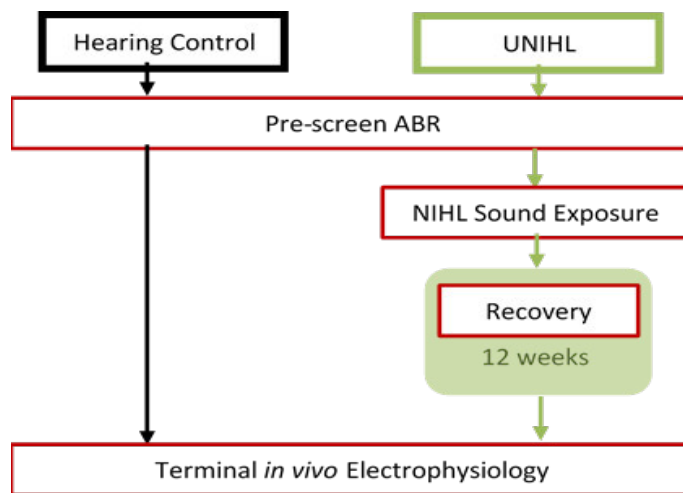 Hearing Control
UNIHL
Pre-screen ABR
NIHL Sound Exposure
Recovery
12 weeks
Terminal in vivo Electrophysiology